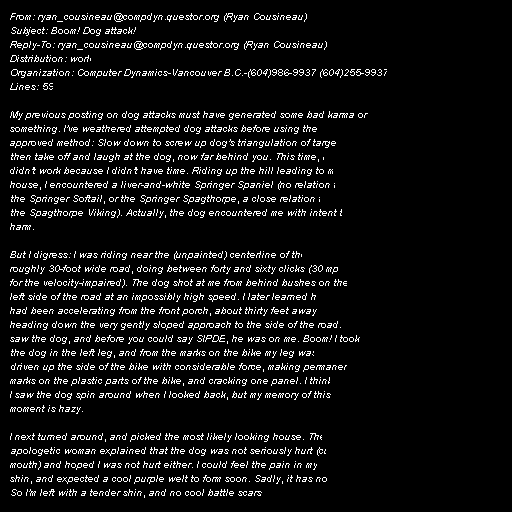 From: ryan_cousineau@compdyn.questor.org (Ryan Cousineau)
Subject: Boom! Dog attack!
Reply-To: ryan_cousineau@compdyn.questor.org (Ryan Cousineau)
Distribution: worl
Organization: Computer Dynamics-Vancouver B.C.-(604)986-9937 (604)255-9937
Lines: 59

My previous posting on dog attacks must have generated some bad karma or
something. I've weathered attempted dog attacks before using the
approved method: Slow down to screw up dog's triangulation of targe
then take off and laugh at the dog, now far behind you. This time,
didn't work because I didn't have time. Riding up the hill leading to m
house, I encountered a liver-and-white Springer Spaniel (no relation
the Springer Softail, or the Springer Spagthorpe, a close relation
the Spagthorpe Viking). Actually, the dog encountered me with intent t
harm.

But I digress: I was riding near the (unpainted) centerline of th
roughly 30-foot wide road, doing between forty and sixty clicks (30 mp
for the velocity-impaired). The dog shot at me from behind bushes on the
left side of the road at an impossibly high speed. I later learned h
had been accelerating from the front porch, about thirty feet away
heading down the very gently sloped approach to the side of the road.
saw the dog, and before you could say SIPDE, he was on me. Boom! I took
the dog in the left leg, and from the marks on the bike my leg wa
driven up the side of the bike with considerable force, making permaner
marks on the plastic parts of the bike, and cracking one panel. I thin
I saw the dog spin around when I looked back, but my memory of this
moment is hazy.

I next turned around, and picked the most likely looking house. The
apologetic woman explained that the dog was not seriously hurt (cu
mouth) and hoped I was not hurt either. I could feel the pain in my
shin, and expected a cool purple welt to form soon. Sadly, it has no
So I'm left with a tender shin, and no cool battle scars